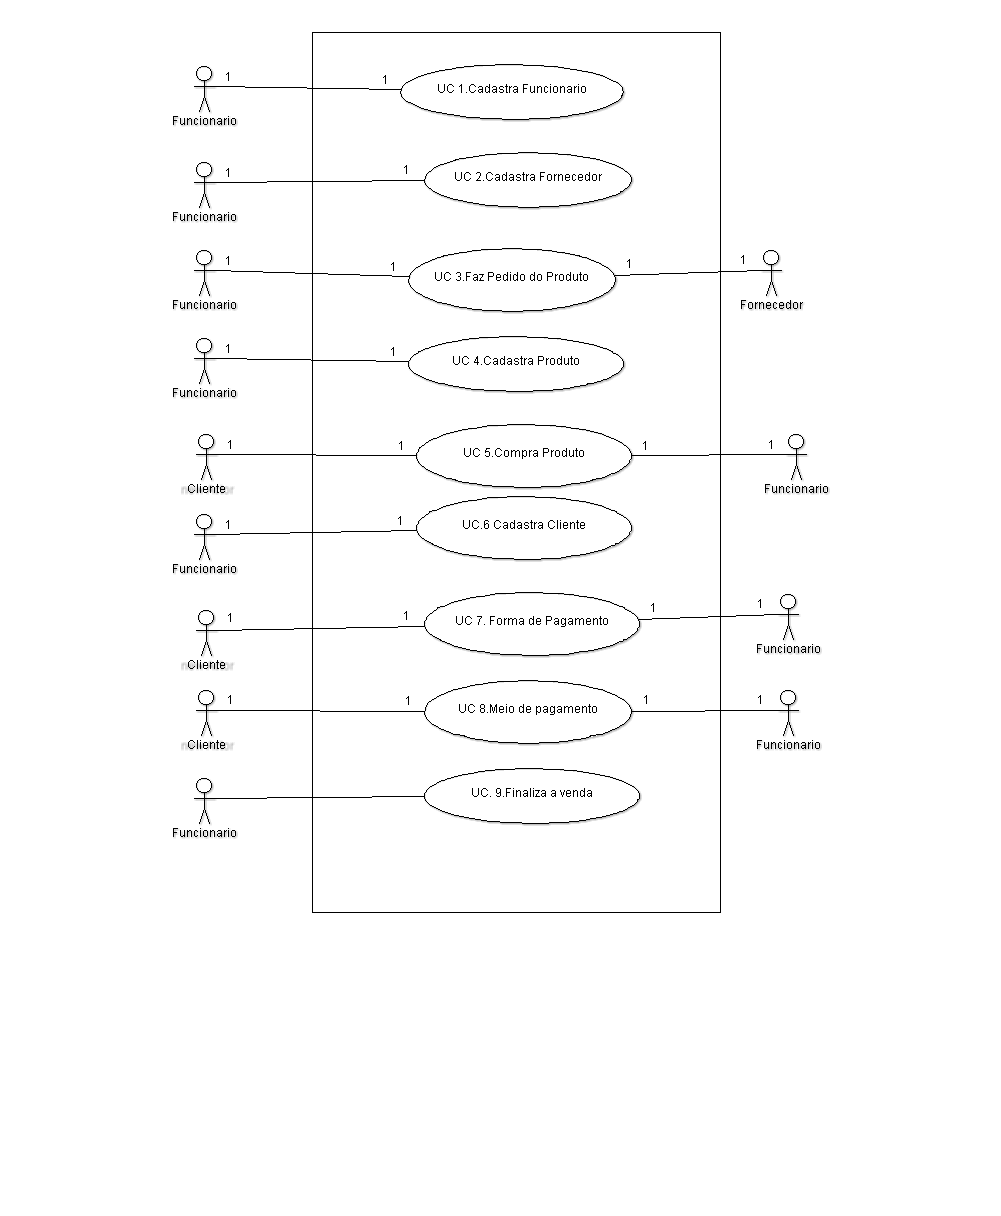 1 1 UC 1.Cadastra Funcionario
Funcionario
1 1 UC 2.Cadastra Fornecedor
Funcionario
1 1 UC 3.Faz Pedido do Produto 1 1
Funcionario Fornecedor
1 1 UC 4.Cadastra Produto
Funcionario
1 1 UC 5.Compra Produto 1 1
Cliente Funcionario
1 1 UC.6 Cadastra Cliente
Funcionario
1 1 UC 7. Forma de Pagamento 1 1
Cliente Funcionario
1 1 UC 8.Meio de pagamento 1 1
Cliente Funcionario
UC. 9.Finaliza a venda
Funcionario